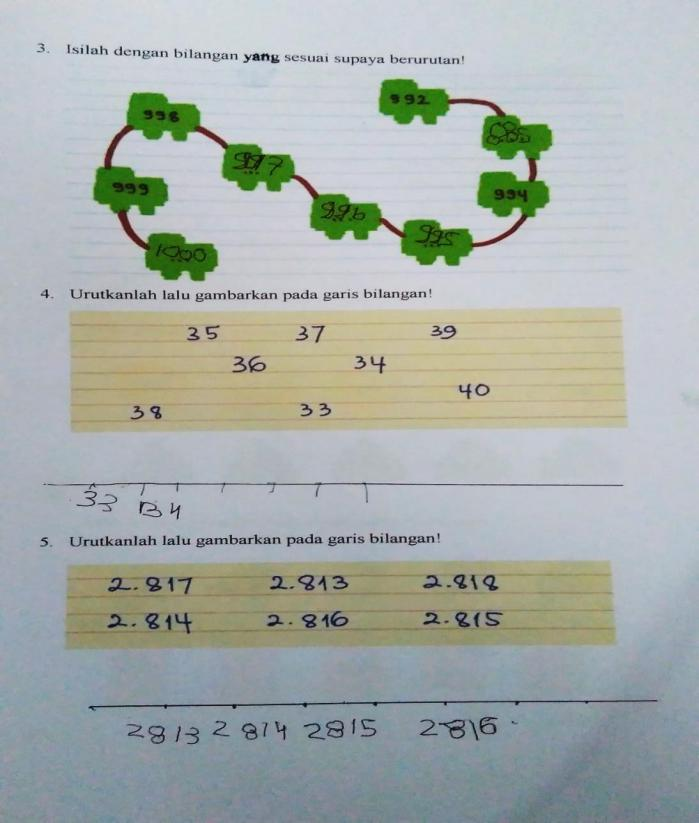 3. Isilah dengan bilangan yang sesuai supaya berurutan!
992
998
997
994
999
996
995
1000
4. Urutkanlah lalu gambarkan pada garis bilangan!
35 37 39
36 34
40
38 33
33 34
5. Urutkanlah lalu gambarkan pada garis bilangan!
2.817 2.813 2.818
2.814 2.816 2.815
2813 2814 2815 2816